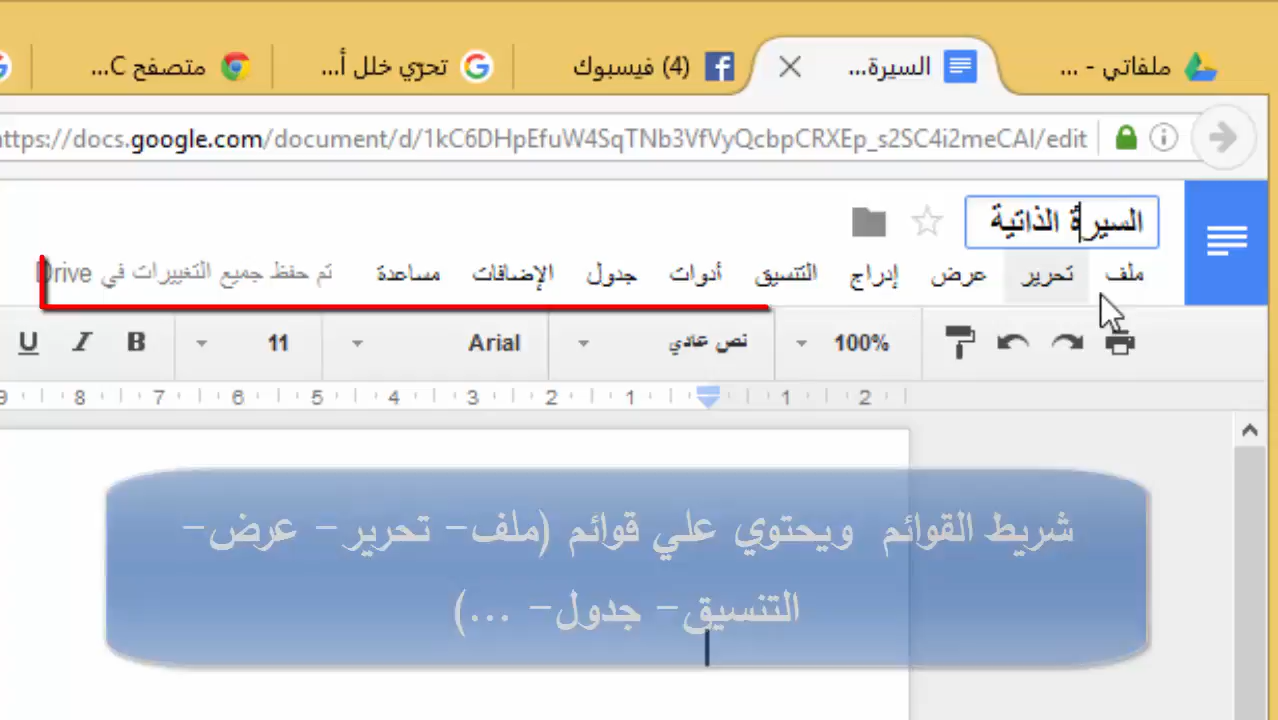 ملفاتي - ...
السيرة...
(4) فيسبوك
تحرّي خلل أ...
متصفح C...
ttps://docs.google.com/document/d/1kC6DHpEfuW4SqTNb3VfVyQcbpCRXEp_s2SC4i2meCAI/edit
السيرة الذاتية
ملف تحرير عرض إدراج التنسيق أدوات جدول الإضافات مساعدة تم حفظ جميع التغييرات في Drive
100% نص عادي Arial 11 B I U
2 1 1 2 3 4 5 6 7 8 9
شريط القوائم ويحتوي علي قوائم (ملف- تحرير- عرض-
التنسيق- جدول- ...)